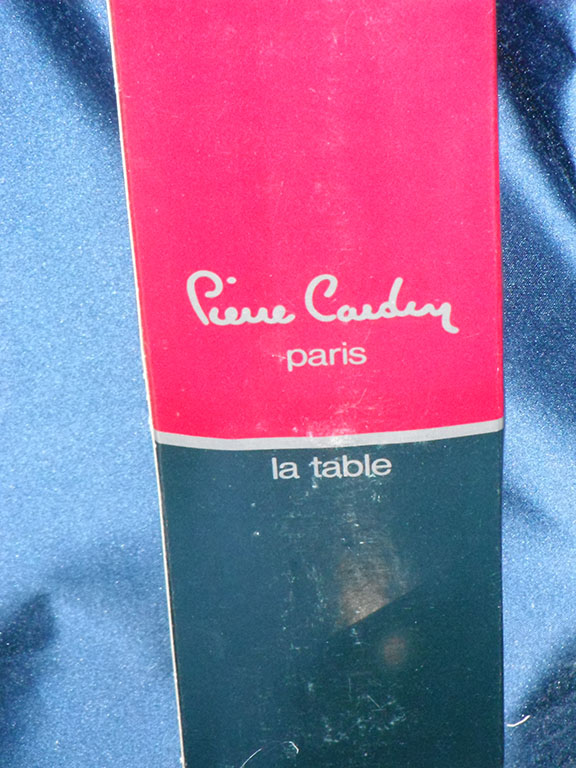 Pierre Cardin
paris
la table